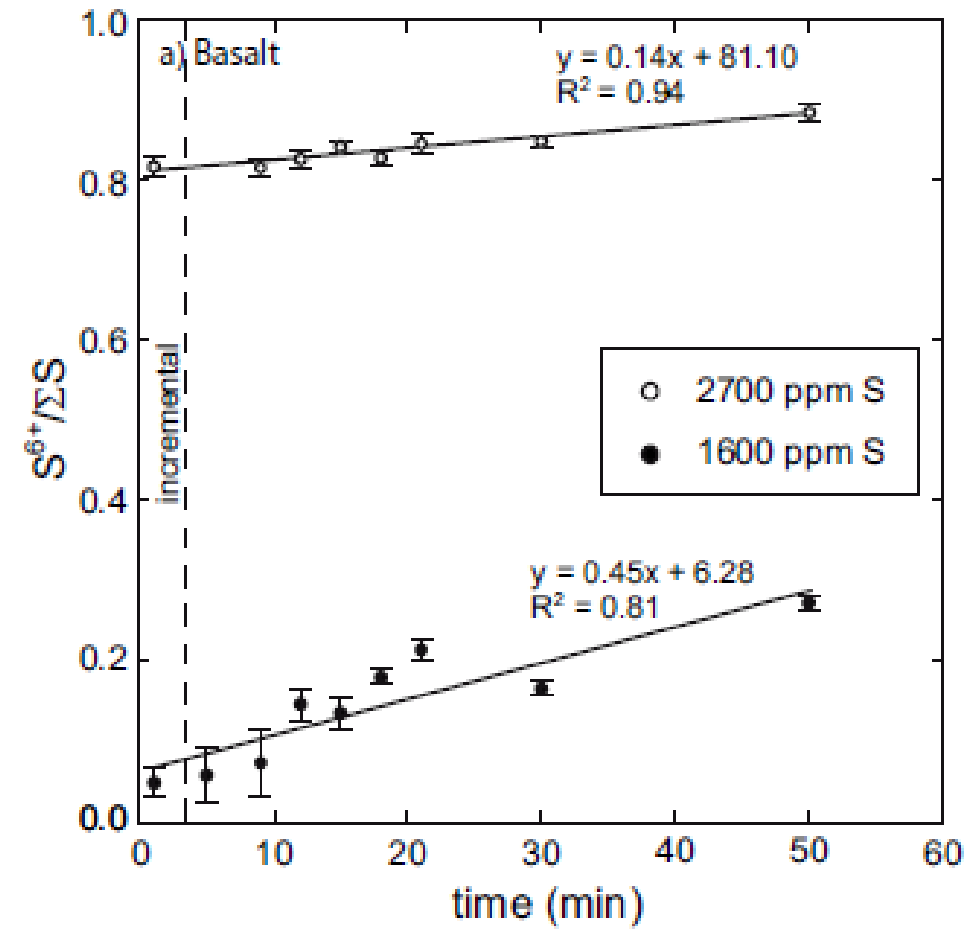 1.0
a) Basalt
y = 0.14x + 81.10
R² = 0.94
0.8
0.6
incremental
S⁶⁺/ΣS
2700 ppm S
1600 ppm S
0.4
y = 0.45x + 6.28
R² = 0.81
0.2
0.0
0 10 20 30 40 50 60
time (min)